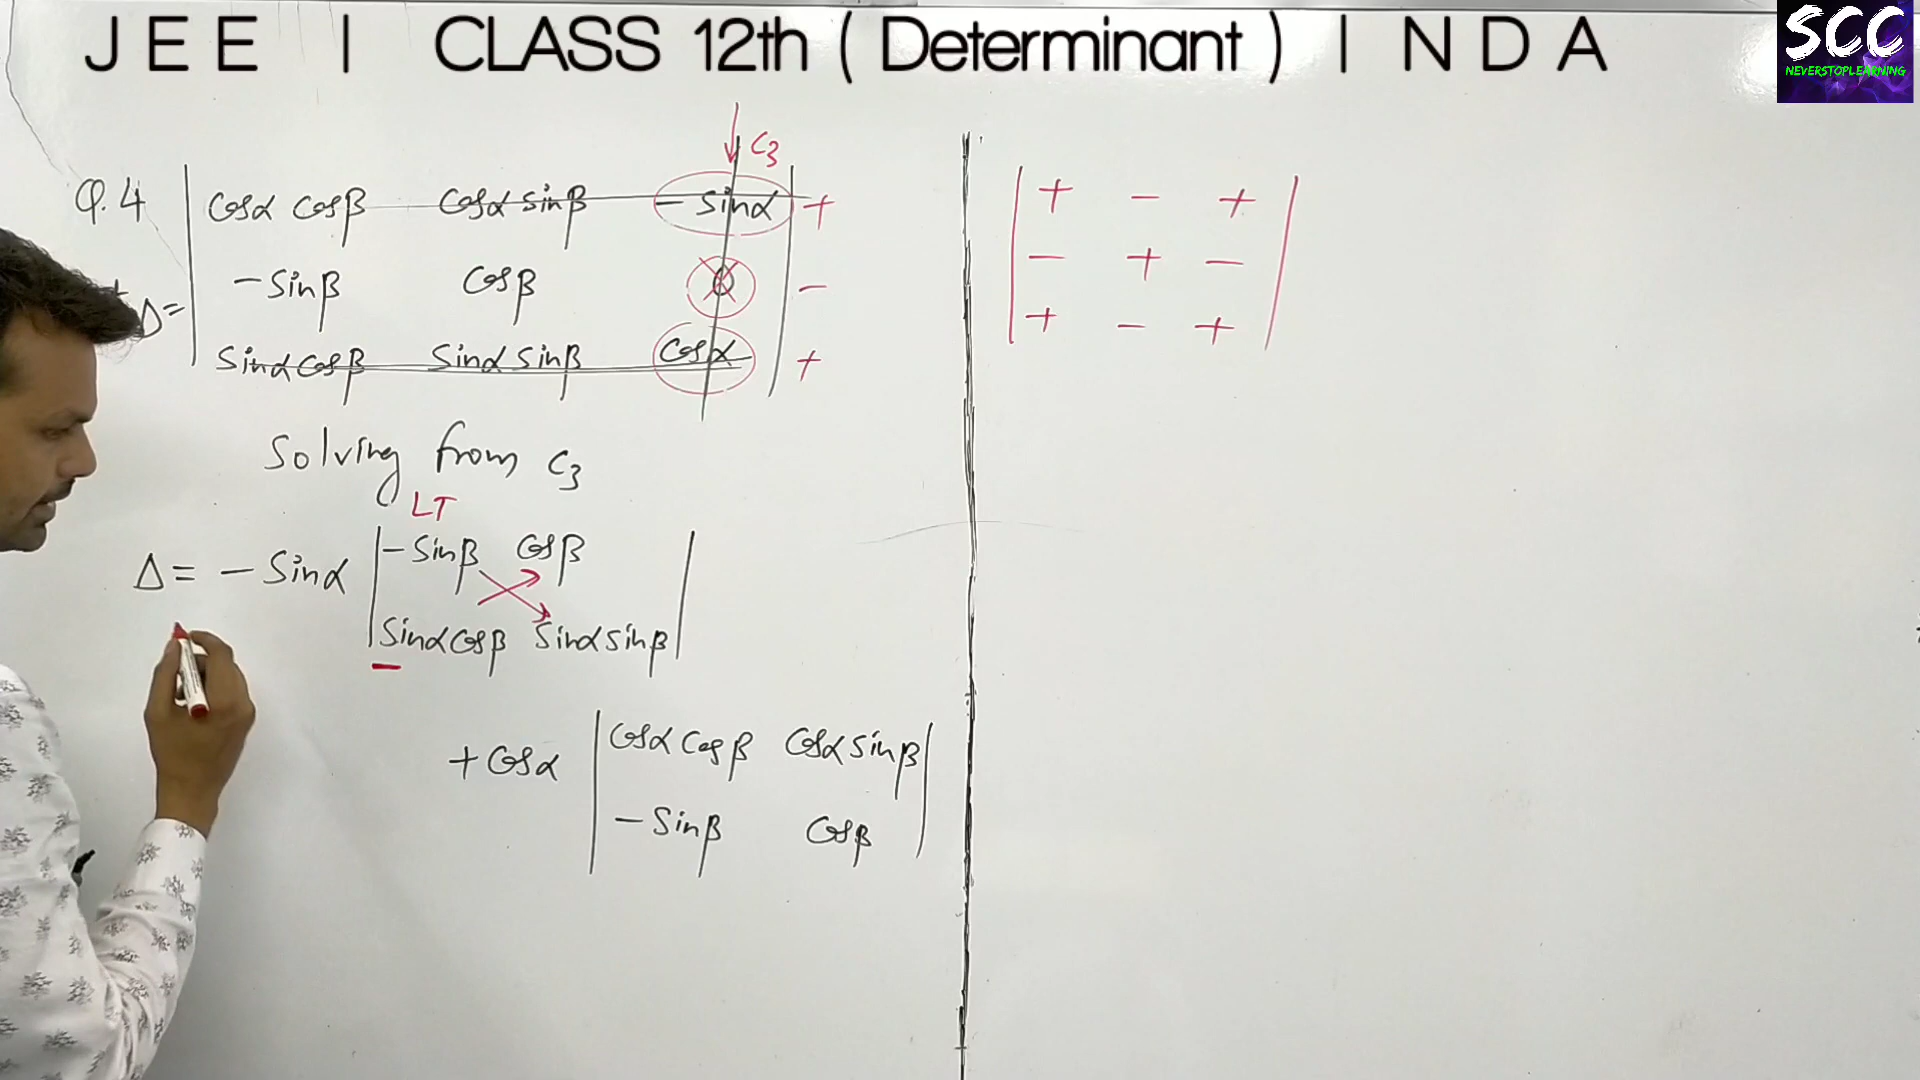 JEE | CLASS 12th ( Determinant ) | NDA
SCC
NEVERSTOPLEARNING
C3
Q.4 cosα cosβ cosα sinβ - sinα +
Δ= - sinβ cosβ 0 -
sinα cosβ sinα sinβ cosα +
Solving from C3
LT
Δ = - sinα | - sinβ cosβ |
| sinα cosβ sinα sinβ |
+ cosα | cosα cosβ cosα sinβ |
| - sinβ cosβ |
| + - + |
| - + - |
| + - + |